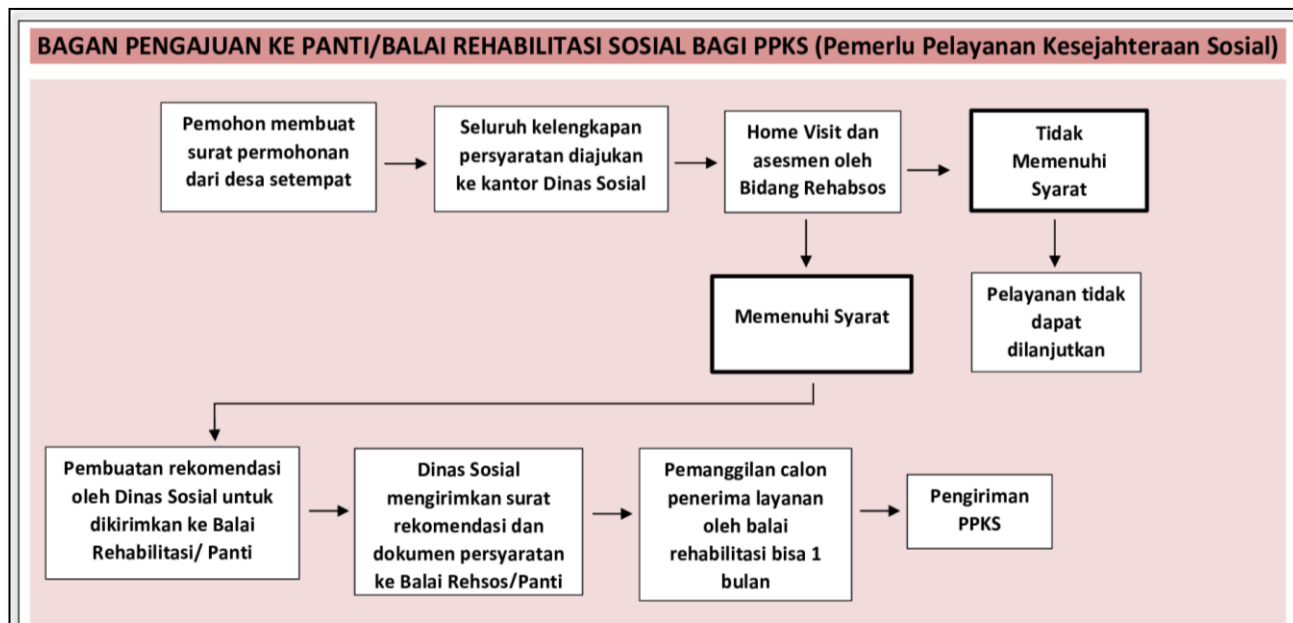 BAGAN PENGAJUAN KE PANTI/BALAI REHABILITASI SOSIAL BAGI PPKS (Pemerlu Pelayanan Kesejahteraan Sosial)
Pemohon membuat
surat permohonan
dari desa setempat
Seluruh kelengkapan
persyaratan diajukan
ke kantor Dinas Sosial
Home Visit dan
asesmen oleh
Bidang Rehabsos
Tidak
Memenuhi
Syarat
Memenuhi Syarat
Pelayanan tidak
dapat
dilanjutkan
Pembuatan rekomendasi
oleh Dinas Sosial untuk
dikirimkan ke Balai
Rehabilitasi/ Panti
Dinas Sosial
mengirimkan surat
rekomendasi dan
dokumen persyaratan
ke Balai Rehsos/Panti
Pemanggilan calon
penerima layanan
oleh balai
rehabilitasi bisa 1
bulan
Pengiriman
PPKS